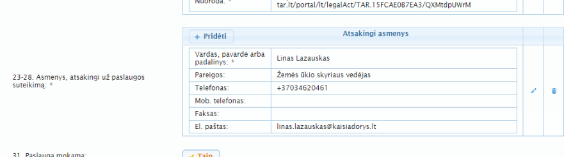 Nuoroda: *
tar.lt/portal/lt/legalAct/TAR.15FCAE0B7EA3/QXMtdpUWrM
+ Pridėti
Atsakingi asmenys
23-28. Asmenys, atsakingi už paslaugos suteikimą: *
Vardas, pavardė arba padalinys: *
Linas Lazauskas
Pareigos:
Žemės ūkio skyriaus vedėjas
Telefonas:
+37034620461
Mob. telefonas:
Faksas:
El. paštas:
linas.lazauskas@kaisiadorys.lt
31. Paslauga mokama:
Taip